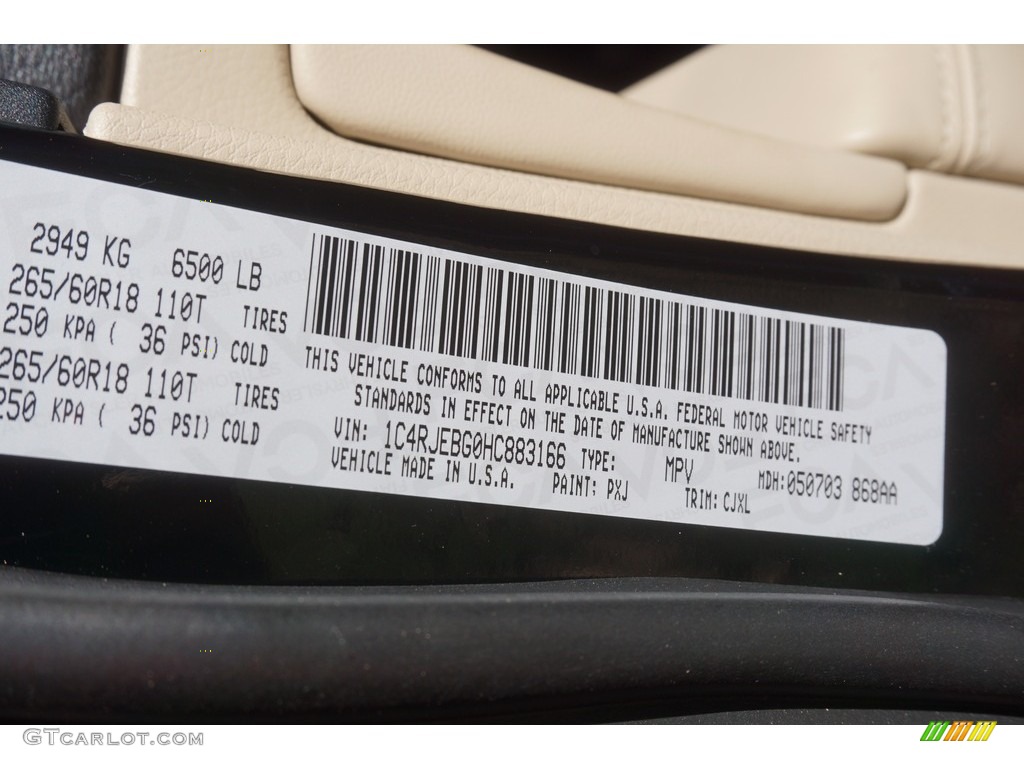 2949 KG 6500 LB
265/60R18 110T TIRES
250 KPA ( 36 PSI) COLD
265/60R18 110T TIRES
250 KPA ( 36 PSI) COLD
THIS VEHICLE CONFORMS TO ALL APPLICABLE U.S.A. FEDERAL MOTOR VEHICLE SAFETY
STANDARDS IN EFFECT ON THE DATE OF MANUFACTURE SHOWN ABOVE.
VIN: 1C4RJEBG0HC883166 TYPE: MPV MDH:050703 868AA
VEHICLE MADE IN U.S.A. PAINT: PXJ TRIM: CJXL
GTCarlot.com